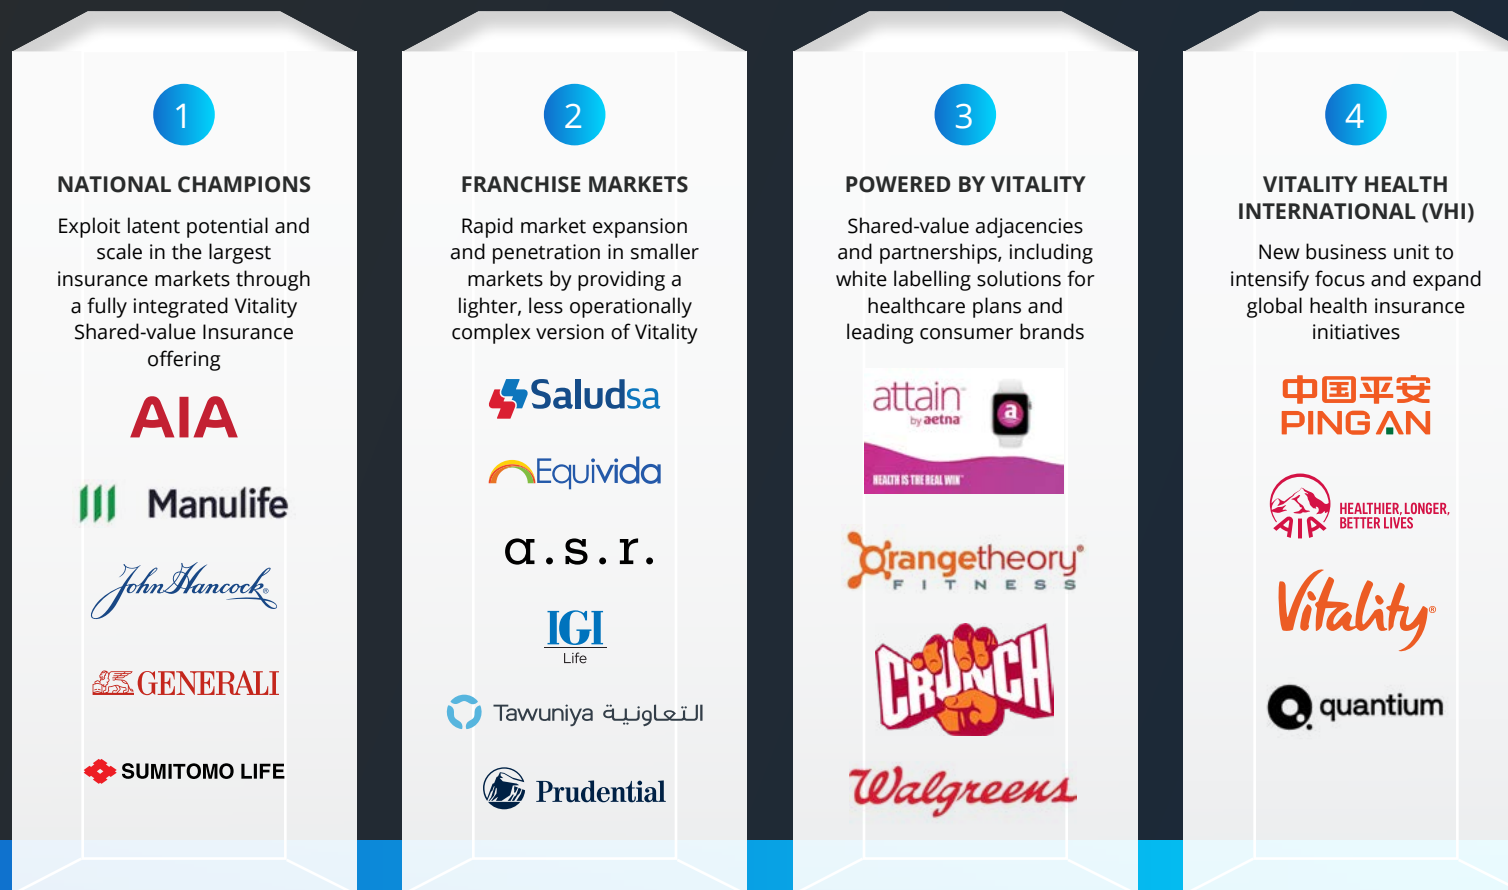 1
NATIONAL CHAMPIONS
Exploit latent potential and
scale in the largest
insurance markets through
a fully integrated Vitality
Shared-value Insurance
offering
AIA
Manulife
John Hancock®
GENERALI
SUMITOMO LIFE
2
FRANCHISE MARKETS
Rapid market expansion
and penetration in smaller
markets by providing a
lighter, less operationally
complex version of Vitality
Saludsa
Equivida
a.s.r.
IGI
Life
Tawuniya التعاونية
Prudential
3
POWERED BY VITALITY
Shared-value adjacencies
and partnerships, including
white labelling solutions for
healthcare plans and
leading consumer brands
attain
by aetna
a
HEALTH IS THE REAL WIN
Orangetheory®
FITNESS
CRUNCH
Walgreens
4
VITALITY HEALTH
INTERNATIONAL (VHI)
New business unit to
intensify focus and expand
global health insurance
initiatives
中国平安
PING AN
AIA
HEALTHIER, LONGER,
BETTER LIVES
Vitality®
quantium